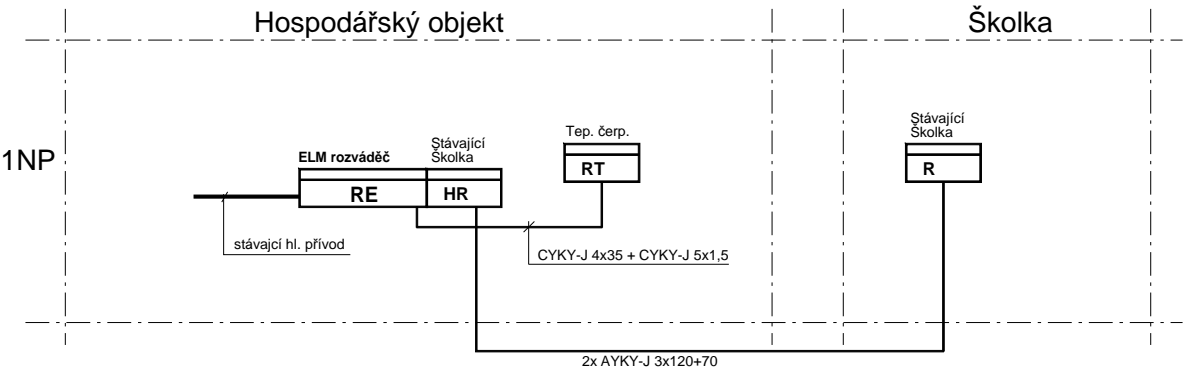 Hospodářský objekt
Školka
1NP
ELM rozváděč
Stávající
Školka
Tep. čerp.
Stávající
Školka
RE
HR
RT
R
stávajcí hl. přívod
CYKY-J 4x35 + CYKY-J 5x1,5
2x AYKY-J 3x120+70